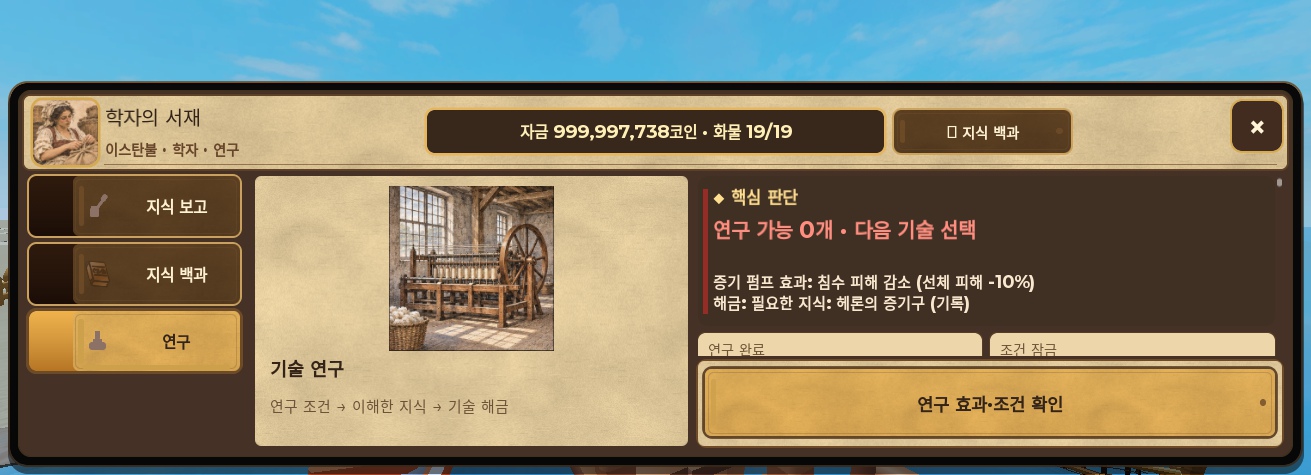 학자의 서재
이스탄불 · 학자 · 연구
자금 999,997,738코인 · 화물 19/19
지식 백과
×
지식 보고
지식 백과
연구
기술 연구
연구 조건 → 이해한 지식 → 기술 해금
◆ 핵심 판단
연구 가능 0개 · 다음 기술 선택
증기 펌프 효과: 침수 피해 감소 (선체 피해 -10%)
해금: 필요한 지식: 헤론의 증기구 (기록)
연구 완료
조건 잠금
연구 효과·조건 확인